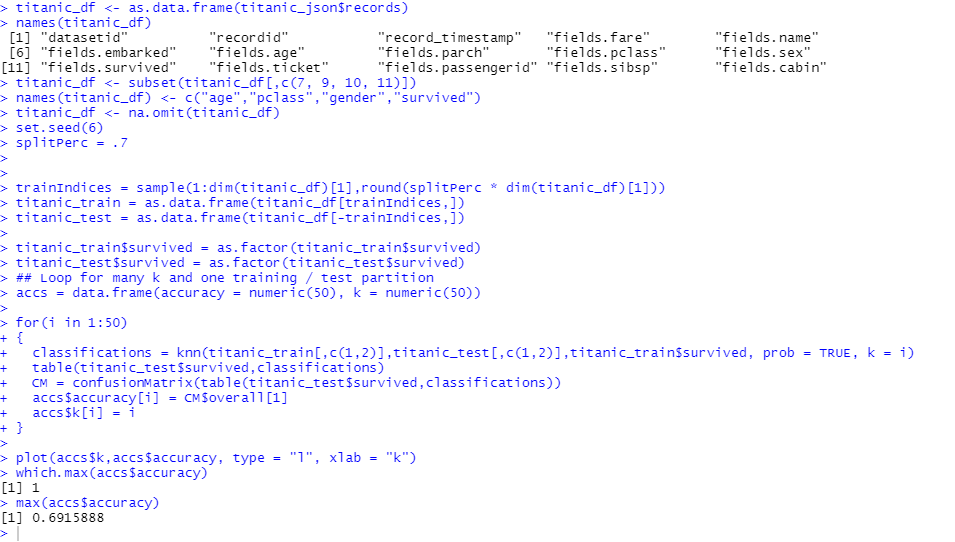 > titanic_df <- as.data.frame(titanic_json$records)
> names(titanic_df)
 [1] "datasetid"          "recordid"           "record_timestamp"   "fields.fare"        "fields.name"
 [6] "fields.embarked"    "fields.age"         "fields.parch"       "fields.pclass"      "fields.sex"
[11] "fields.survived"    "fields.ticket"      "fields.passengerid" "fields.sibsp"       "fields.cabin"
> titanic_df <- subset(titanic_df[,c(7, 9, 10, 11)])
> names(titanic_df) <- c("age","pclass","gender","survived")
> titanic_df <- na.omit(titanic_df)
> set.seed(6)
> splitPerc = .7
>
>
> trainIndices = sample(1:dim(titanic_df)[1],round(splitPerc * dim(titanic_df)[1]))
> titanic_train = as.data.frame(titanic_df[trainIndices,])
> titanic_test = as.data.frame(titanic_df[-trainIndices,])
>
> titanic_train$survived = as.factor(titanic_train$survived)
> titanic_test$survived = as.factor(titanic_test$survived)
> ## Loop for many k and one training / test partition
> accs = data.frame(accuracy = numeric(50), k = numeric(50))
>
> for(i in 1:50)
+ {
+   classifications = knn(titanic_train[,c(1,2)],titanic_test[,c(1,2)],titanic_train$survived, prob = TRUE, k = i)
+   table(titanic_test$survived,classifications)
+   CM = confusionMatrix(table(titanic_test$survived,classifications))
+   accs$accuracy[i] = CM$overall[1]
+   accs$k[i] = i
+ }
>
> plot(accs$k,accs$accuracy, type = "l", xlab = "k")
> which.max(accs$accuracy)
[1] 1
> max(accs$accuracy)
[1] 0.6915888
>